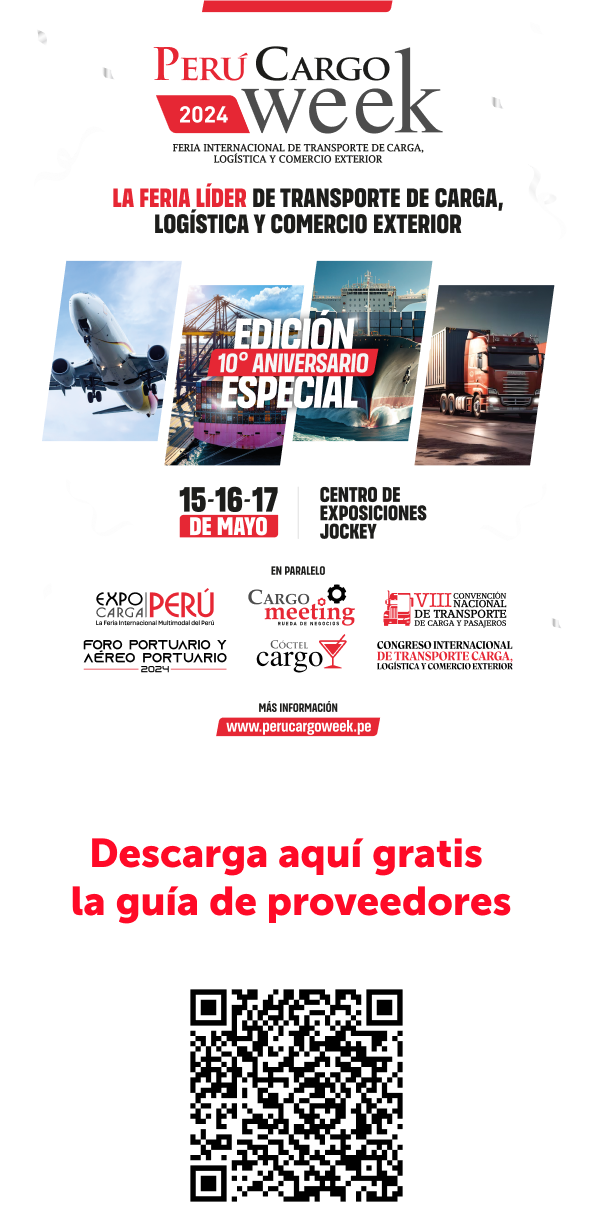 PERÚ CARGO
2024 week
FERIA INTERNACIONAL DE TRANSPORTE DE CARGA,
LOGÍSTICA Y COMERCIO EXTERIOR
LA FERIA LÍDER DE TRANSPORTE DE CARGA,
LOGÍSTICA Y COMERCIO EXTERIOR
EDICIÓN
10° ANIVERSARIO
ESPECIAL
15-16-17
DE MAYO
CENTRO DE
EXPOSICIONES
JOCKEY
EN PARALELO
EXPO
CARGA PERÚ
La Feria Internacional Multimodal del Perú
CARGO
meeting
RUEDA DE NEGOCIOS
VIII CONVENCIÓN
NACIONAL
DE TRANSPORTE
DE CARGA Y PASAJEROS
FORO PORTUARIO Y
AÉREO PORTUARIO
2024
CÓCTEL
cargo
CONGRESO INTERNACIONAL
DE TRANSPORTE CARGA,
LOGÍSTICA Y COMERCIO EXTERIOR
MÁS INFORMACIÓN
www.perucargoweek.pe
Descarga aquí gratis
la guía de proveedores